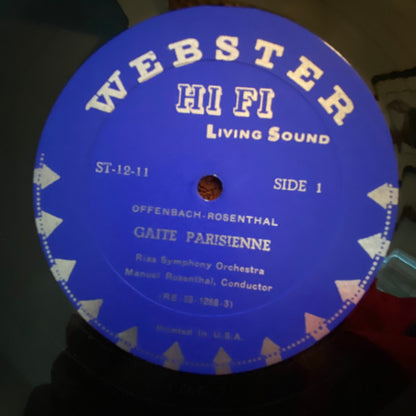 WEBSTER
HI FI
LIVING SOUND
ST-12-11
SIDE 1
OFFENBACH-ROSENTHAL
GAITE PARISIENNE
Rias Symphony Orchestra
Manuel Rosenthal, Conductor
Printed in U.S.A.